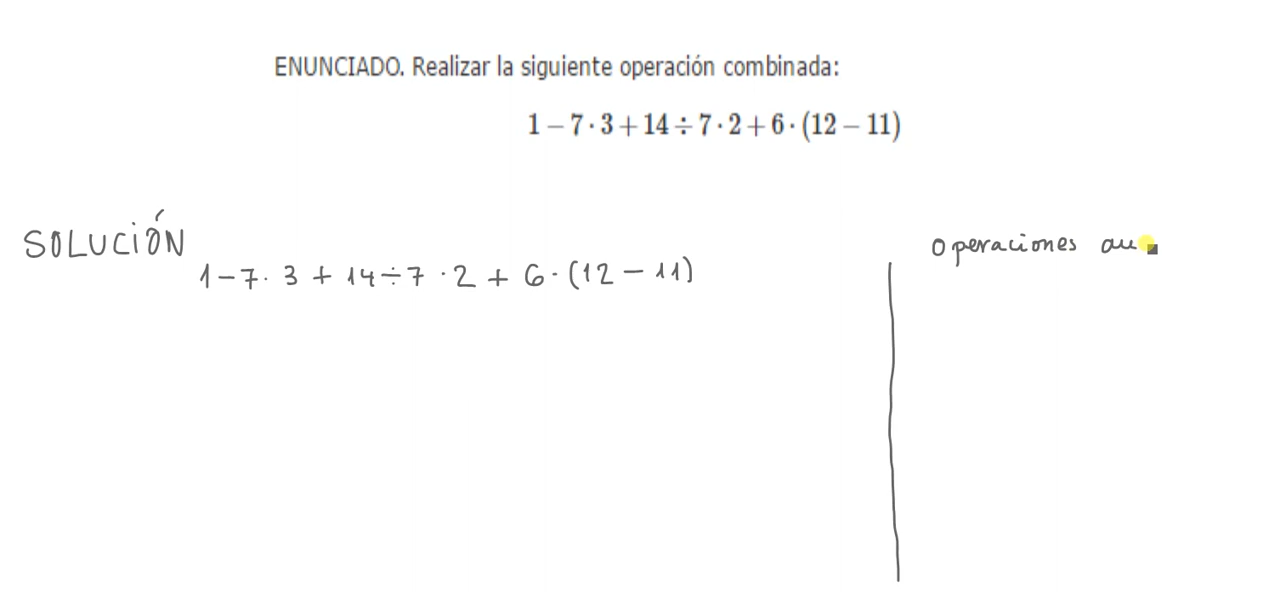 ENUNCIADO. Realizar la siguiente operación combinada:
1 − 7 · 3 + 14 ÷ 7 · 2 + 6 · (12 − 11)
SOLUCIÓN
1 − 7 · 3 + 14 ÷ 7 · 2 + 6 · (12 − 11)
operaciones au